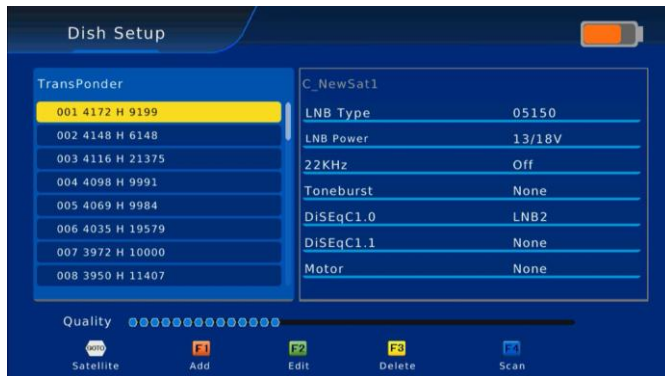 Dish Setup
TransPonder
001 4172 H 9199
002 4148 H 6148
003 4116 H 21375
004 4098 H 9991
005 4069 H 9984
006 4035 H 19579
007 3972 H 10000
008 3950 H 11407
C_NewSat1
LNB Type 05150
LNB Power 13/18V
22KHz Off
Toneburst None
DiSEqC1.0 LNB2
DiSEqC1.1 None
Motor None
Quality
GOTO F1 F2 F3 F4
Satellite Add Edit Delete Scan